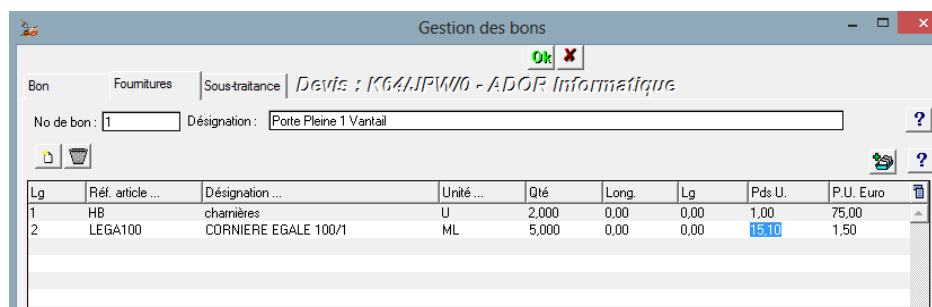 Gestion des bons
Ok
Bon Fournitures Sous-traitance Devis : K64/JPW/0 - ADOR Informatique
No de bon : 1 Désignation : Porte Pleine 1 Vantail ?
?
Lg Réf. article ... Désignation ... Unité ... Qté Long. Lg Pds U. P.U. Euro
1 HB charnières U 2,000 0,00 0,00 1,00 75,00
2 LEGA100 CORNIERE EGALE 100/1 ML 5,000 0,00 0,00 15,10 1,50